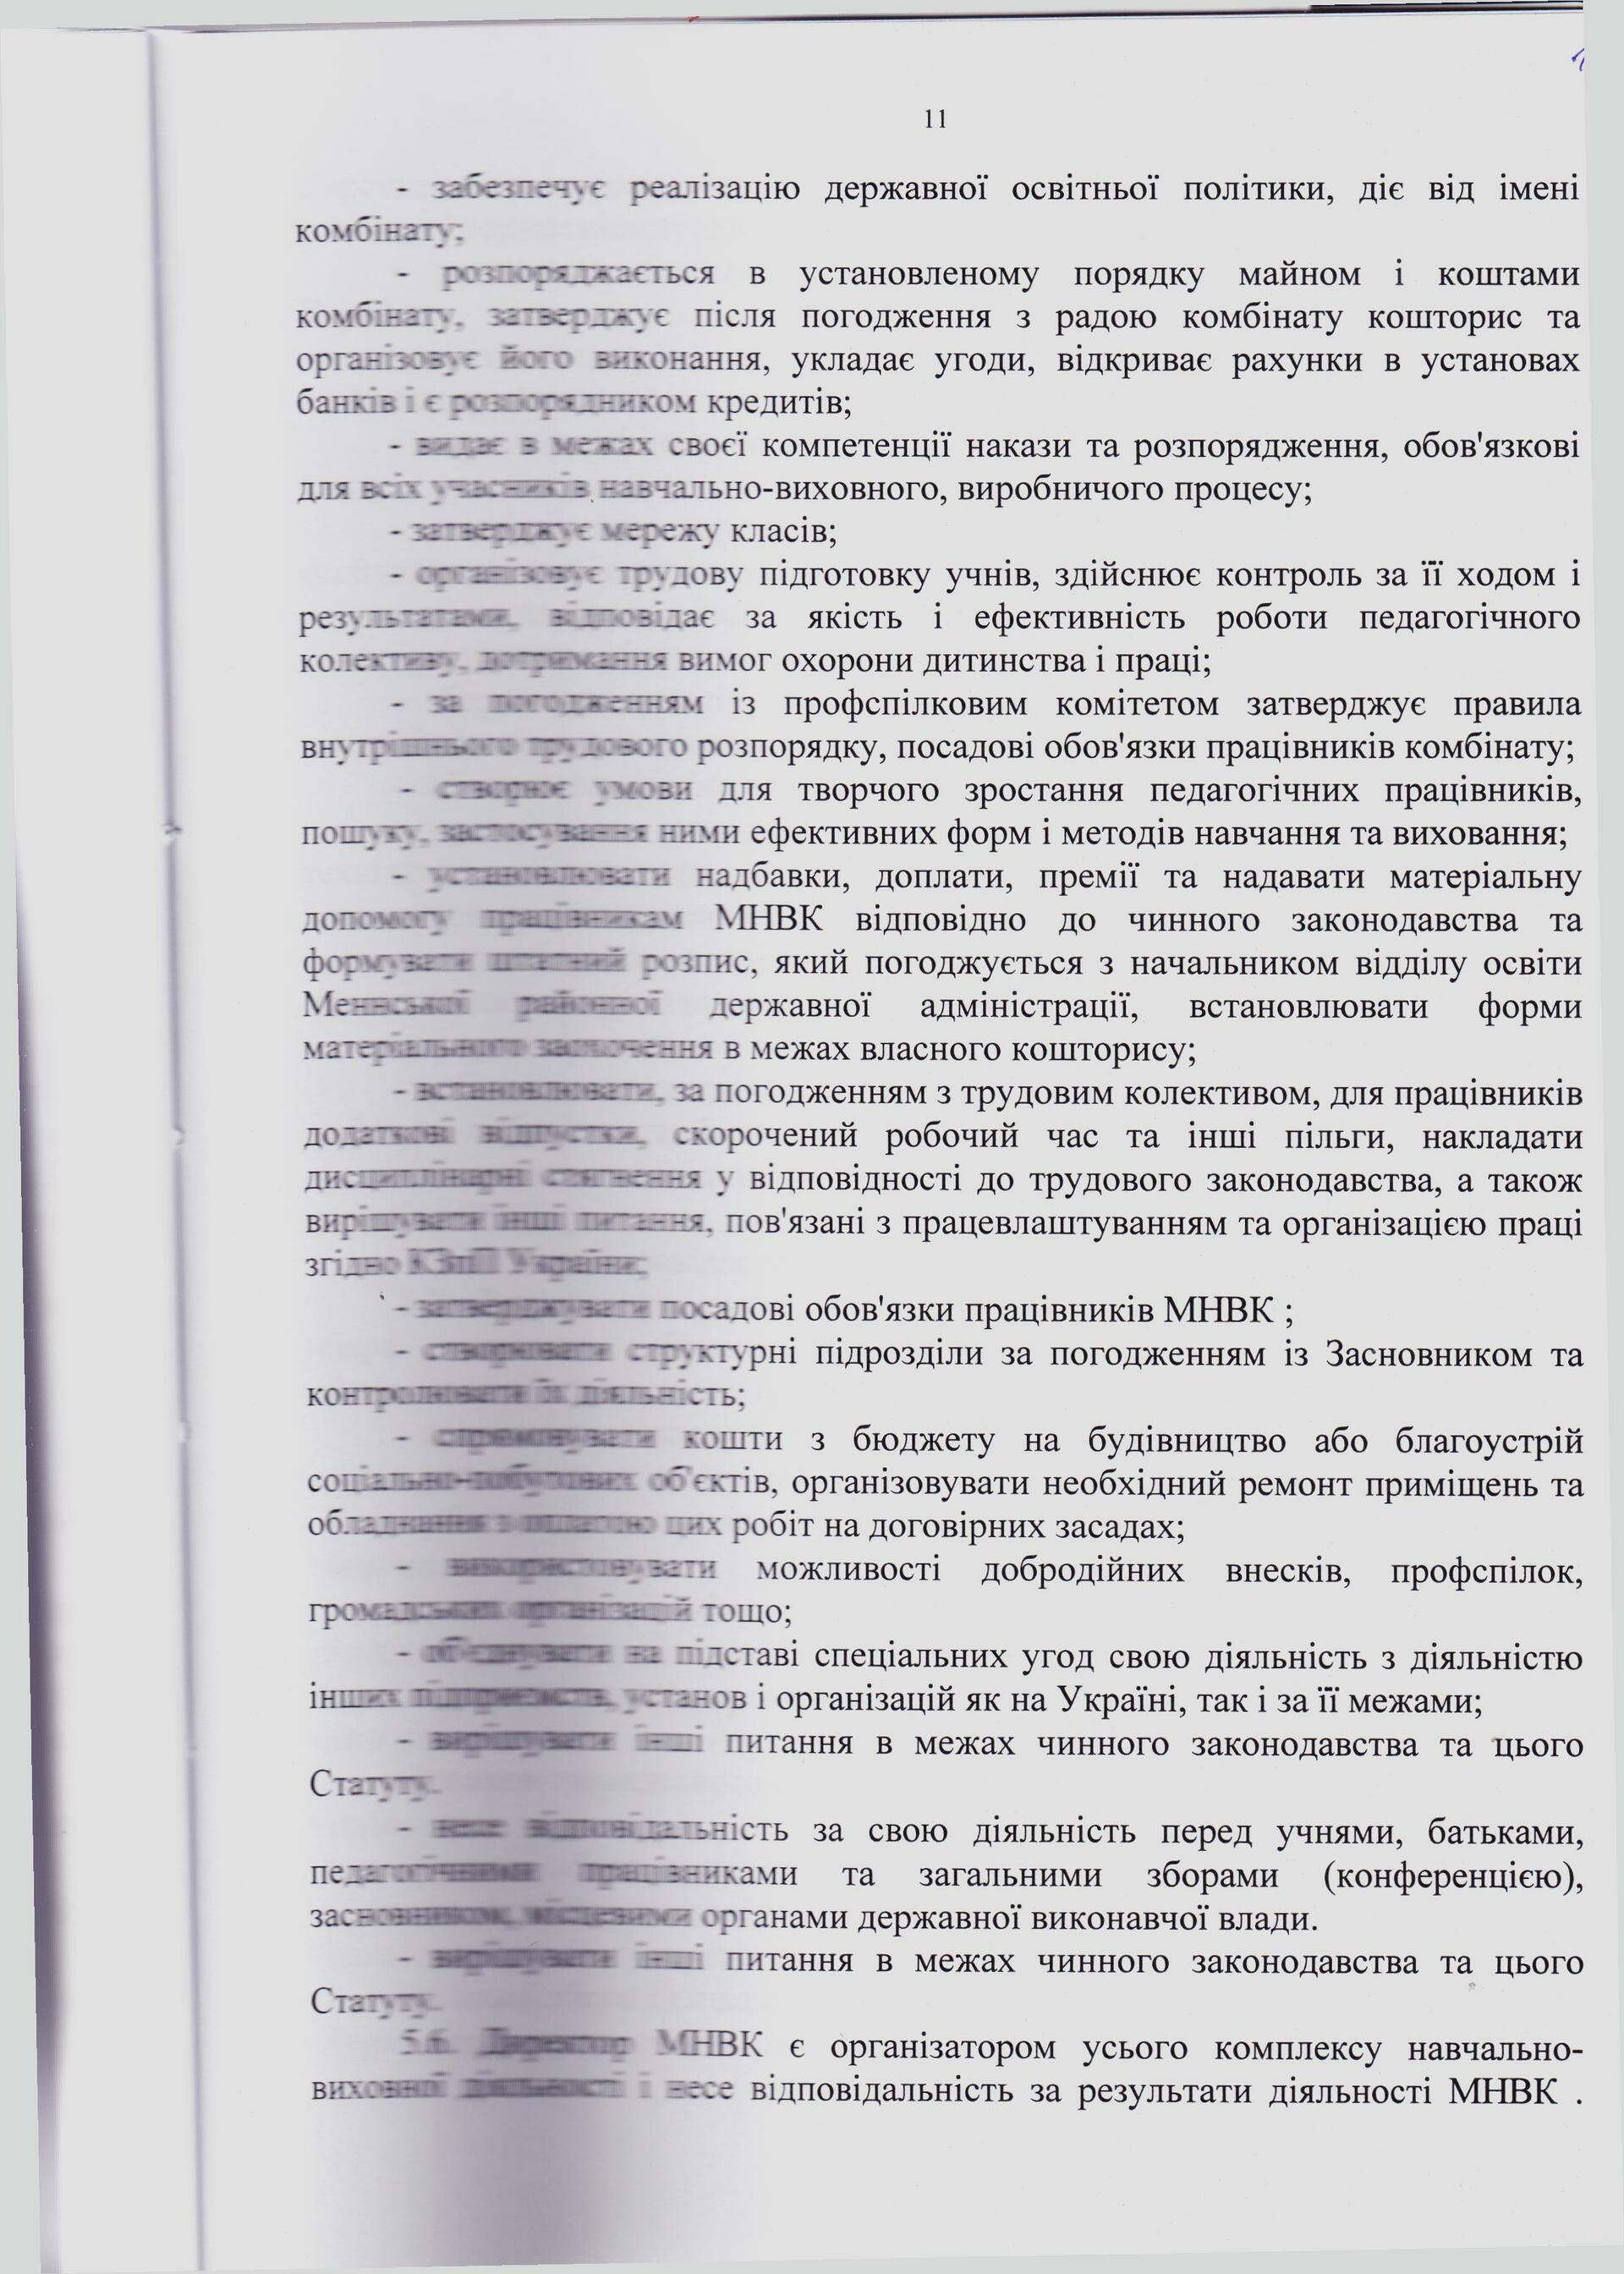 11
- забезпечує реалізацію державної освітньої політики, діє від імені
комбінату;
- розпоряджається в установленому порядку майном і коштами
комбінату, затверджує після погодження з радою комбінату кошторис та
організовує його виконання, укладає угоди, відкриває рахунки в установах
банків і є розпорядником кредитів;
- видає в межах своєї компетенції накази та розпорядження, обов'язкові
для всіх учасників навчально-виховного, виробничого процесу;
- затверджує мережу класів;
- організовує трудову підготовку учнів, здійснює контроль за її ходом і
результатами, відповідає за якість і ефективність роботи педагогічного
колективу, дотримання вимог охорони дитинства і праці;
- за погодженням із профспілковим комітетом затверджує правила
внутрішнього трудового розпорядку, посадові обов'язки працівників комбінату;
- створює умови для творчого зростання педагогічних працівників,
пошуку, застосування ними ефективних форм і методів навчання та виховання;
- установлювати надбавки, доплати, премії та надавати матеріальну
допомогу працівникам МНВК відповідно до чинного законодавства та
формувати штатний розпис, який погоджується з начальником відділу освіти
Менської районної державної адміністрації, встановлювати форми
матеріального заохочення в межах власного кошторису;
- встановлювати, за погодженням з трудовим колективом, для працівників
додаткові відпустки, скорочений робочий час та інші пільги, накладати
дисциплінарні стягнення у відповідності до трудового законодавства, а також
вирішувати інші питання, пов'язані з працевлаштуванням та організацією праці
згідно КЗпП України;
- затверджувати посадові обов'язки працівників МНВК ;
- створювати структурні підрозділи за погодженням із Засновником та
контролювати їх діяльність;
- спрямовувати кошти з бюджету на будівництво або благоустрій
соціально-побутових об'єктів, організовувати необхідний ремонт приміщень та
обладнання з оплатою цих робіт на договірних засадах;
- використовувати можливості добродійних внесків, профспілок,
громадських організацій тощо;
- об'єднувати на підставі спеціальних угод свою діяльність з діяльністю
інших підприємств, установ і організацій як на Україні, так і за її межами;
- вирішувати інші питання в межах чинного законодавства та цього
Статуту.
- несе відповідальність за свою діяльність перед учнями, батьками,
педагогічними працівниками та загальними зборами (конференцією),
засновником, місцевими органами державної виконавчої влади.
- вирішувати інші питання в межах чинного законодавства та цього
Статуту.
5.6. Директор МНВК є організатором усього комплексу навчально-
виховної діяльності і несе відповідальність за результати діяльності МНВК .